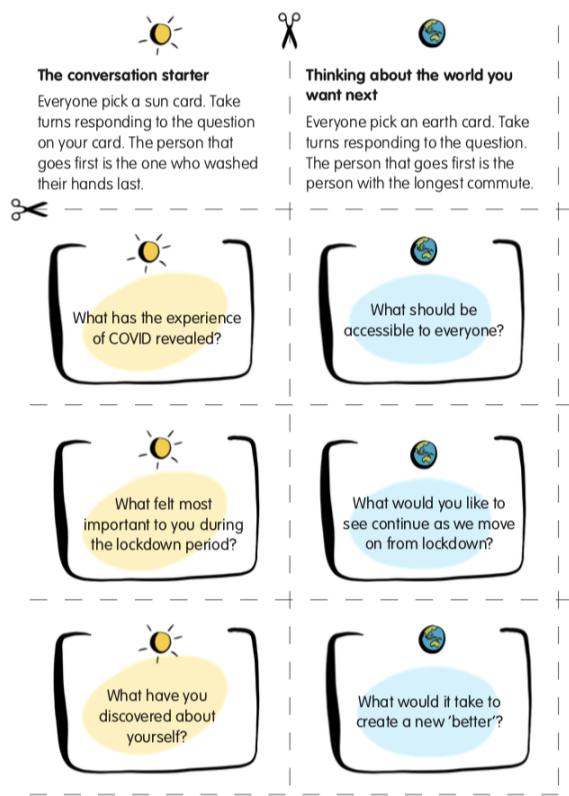 The conversation starter
Everyone pick a sun card. Take
turns responding to the question
on your card. The person that
goes first is the one who washed
their hands last.
Thinking about the world you
want next
Everyone pick an earth card. Take
turns responding to the question.
The person that goes first is the
person with the longest commute.
What has the experience
of COVID revealed?
What should be
accessible to everyone?
What felt most
important to you during
the lockdown period?
What would you like to
see continue as we move
on from lockdown?
What have you
discovered about
yourself?
What would it take to
create a new ‘better’?